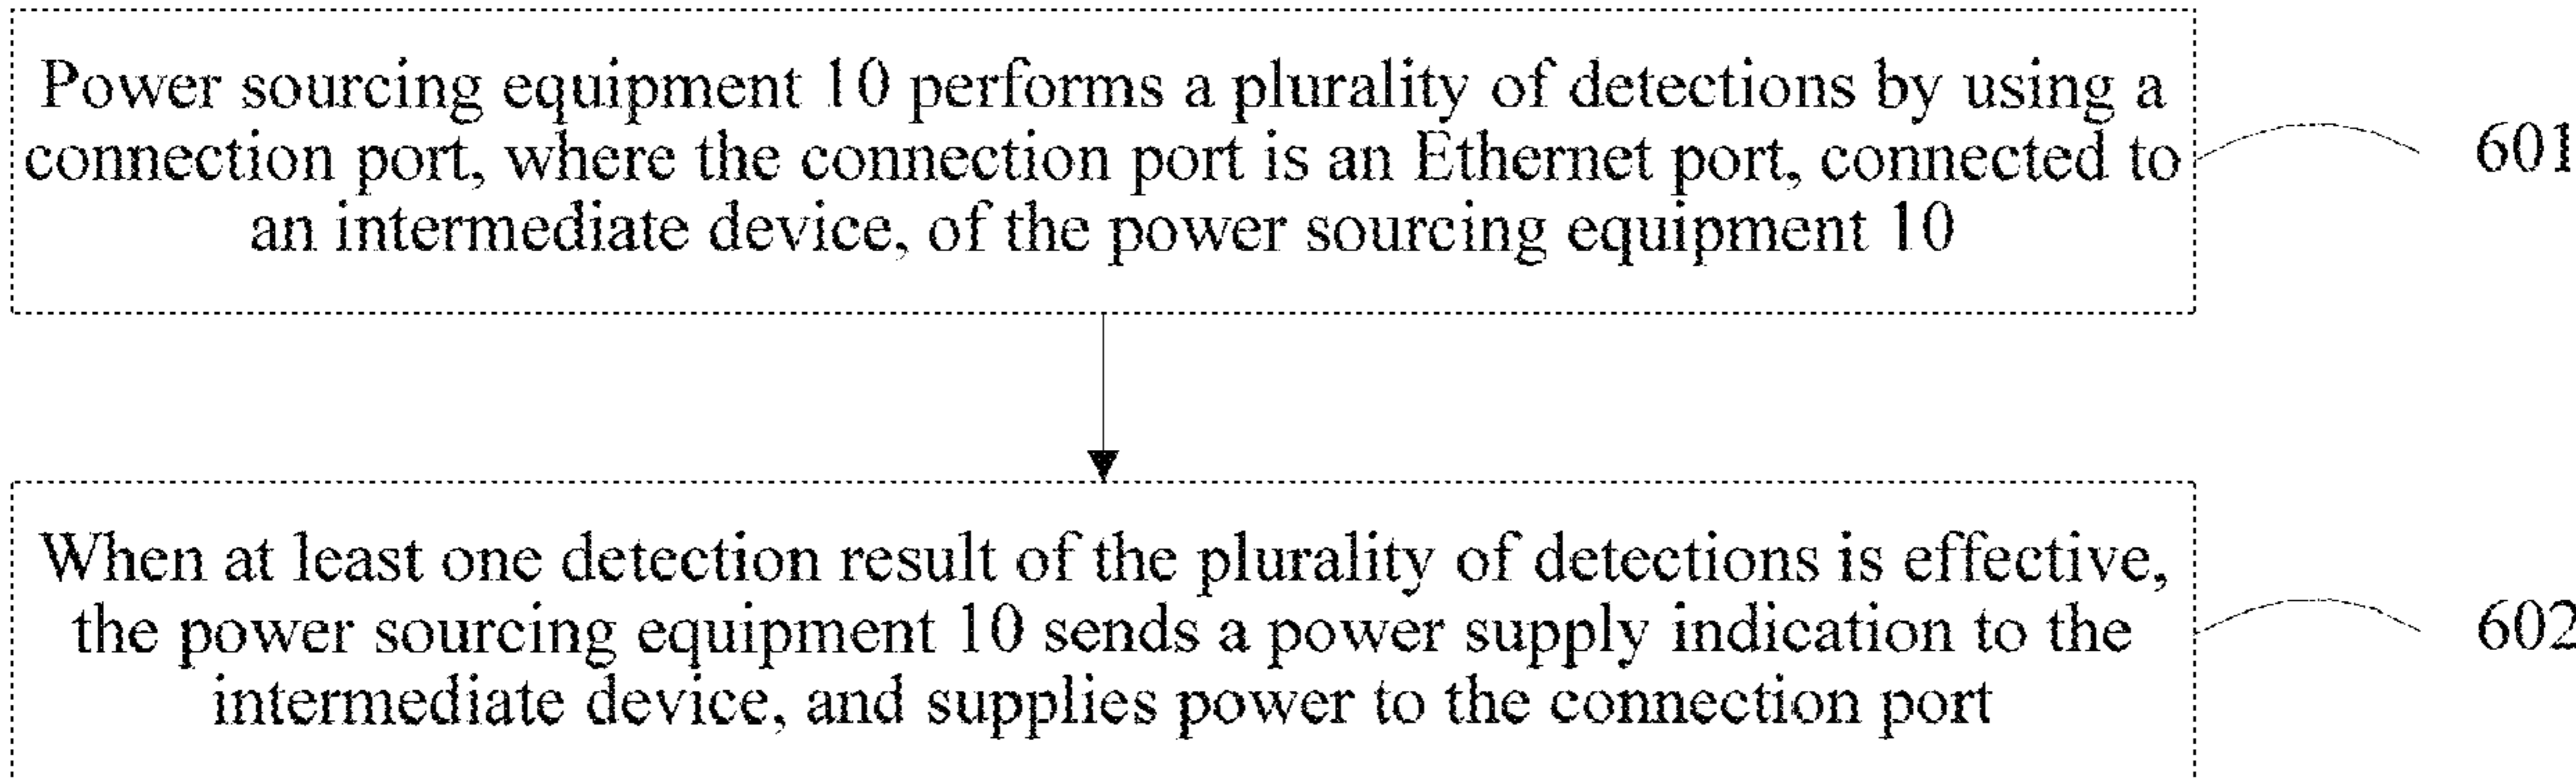 Power sourcing equipment 10 performs a plurality of detections by using a
connection port, where the connection port is an Ethernet port, connected to
an intermediate device, of the power sourcing equipment 10
601
When at least one detection result of the plurality of detections is effective,
the power sourcing equipment 10 sends a power supply indication to the
intermediate device, and supplies power to the connection port
602